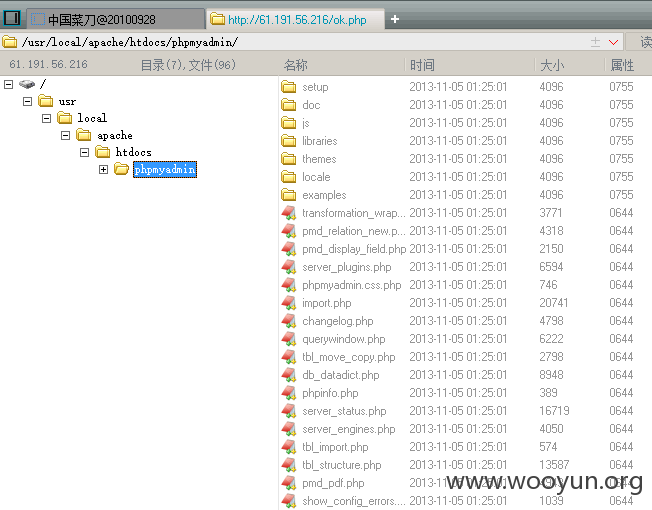 中国菜刀@20100928 http://61.191.56.216/ok.php +
/usr/local/apache/htdocs/phpmyadmin/ 读
61.191.56.216 目录(7),文件(96) 名称 时间 大小 属性
/
usr
local
apache
htdocs
phpmyadmin
setup 2013-11-05 01:25:01 4096 0755
doc 2013-11-05 01:25:01 4096 0755
js 2013-11-05 01:25:01 4096 0755
libraries 2013-11-05 01:25:01 4096 0755
themes 2013-11-05 01:25:01 4096 0755
locale 2013-11-05 01:25:01 4096 0755
examples 2013-11-05 01:25:01 4096 0755
transformation_wrap... 2013-11-05 01:25:01 3771 0644
pmd_relation_new.p... 2013-11-05 01:25:01 4318 0644
pmd_display_field.php 2013-11-05 01:25:01 2150 0644
server_plugins.php 2013-11-05 01:25:01 6594 0644
phpmyadmin.css.php 2013-11-05 01:25:01 746 0644
import.php 2013-11-05 01:25:01 20741 0644
changelog.php 2013-11-05 01:25:01 4798 0644
querywindow.php 2013-11-05 01:25:01 6222 0644
tbl_move_copy.php 2013-11-05 01:25:01 2798 0644
db_datadict.php 2013-11-05 01:25:01 8948 0644
phpinfo.php 2013-11-05 01:25:01 389 0644
server_status.php 2013-11-05 01:25:01 16719 0644
server_engines.php 2013-11-05 01:25:01 4050 0644
tbl_import.php 2013-11-05 01:25:01 574 0644
tbl_structure.php 2013-11-05 01:25:01 13587 0644
pmd_pdf.php 2013-11-05 01:25:01 0644
www.wooyun.org
show_config_errors.... 2013-11-05 01:25:01 1039 0644